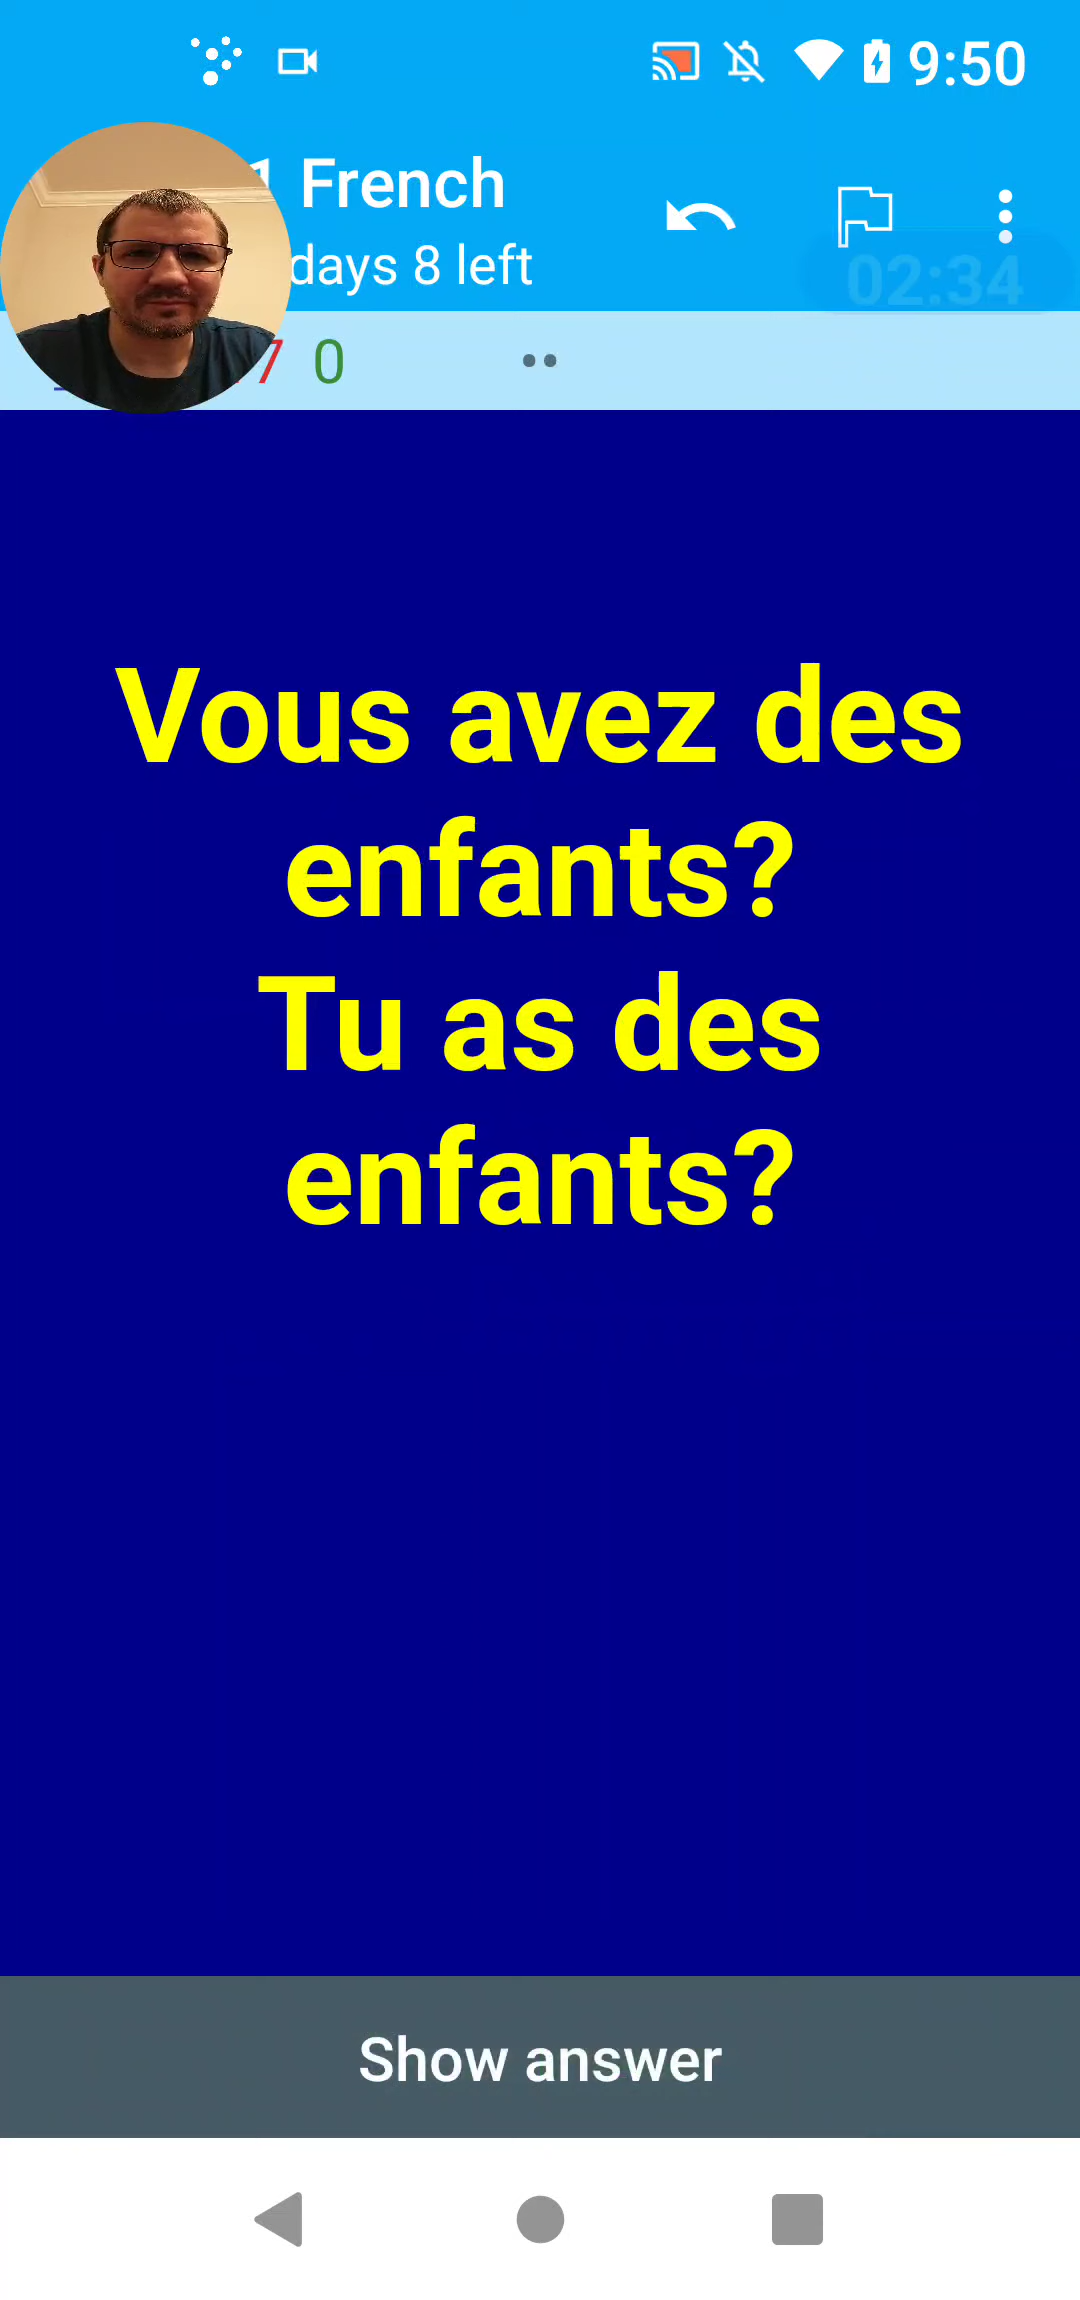 9:50
French
days 8 left
02:34
7 0
Vous avez des
enfants?
Tu as des
enfants?
Show answer